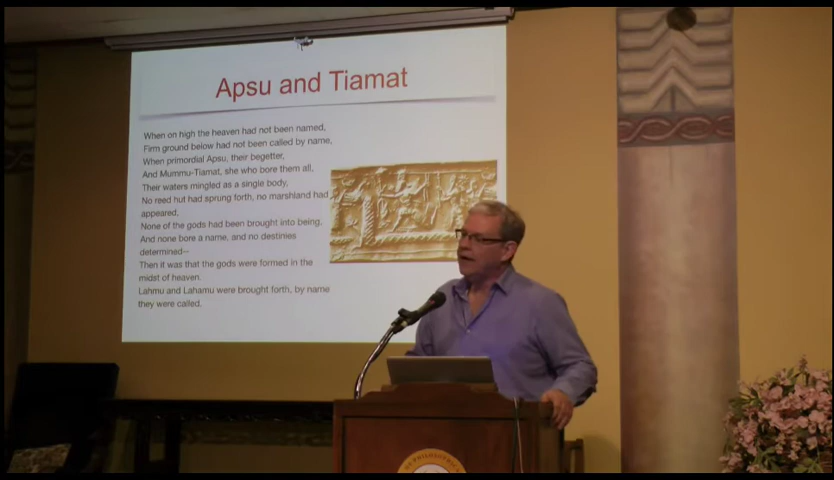 Apsu and Tiamat
When on high the heaven had not been named,
Firm ground below had not been called by name,
When primordial Apsu, their begetter,
And Mummu-Tiamat, she who bore them all,
Their waters mingled as a single body,
No reed hut had sprung forth, no marshland had
appeared,
None of the gods had been brought into being,
And none bore a name, and no destinies
determined--
Then it was that the gods were formed in the
midst of heaven.
Lahmu and Lahamu were brought forth, by name
they were called.
OF PHILOSOPHIC